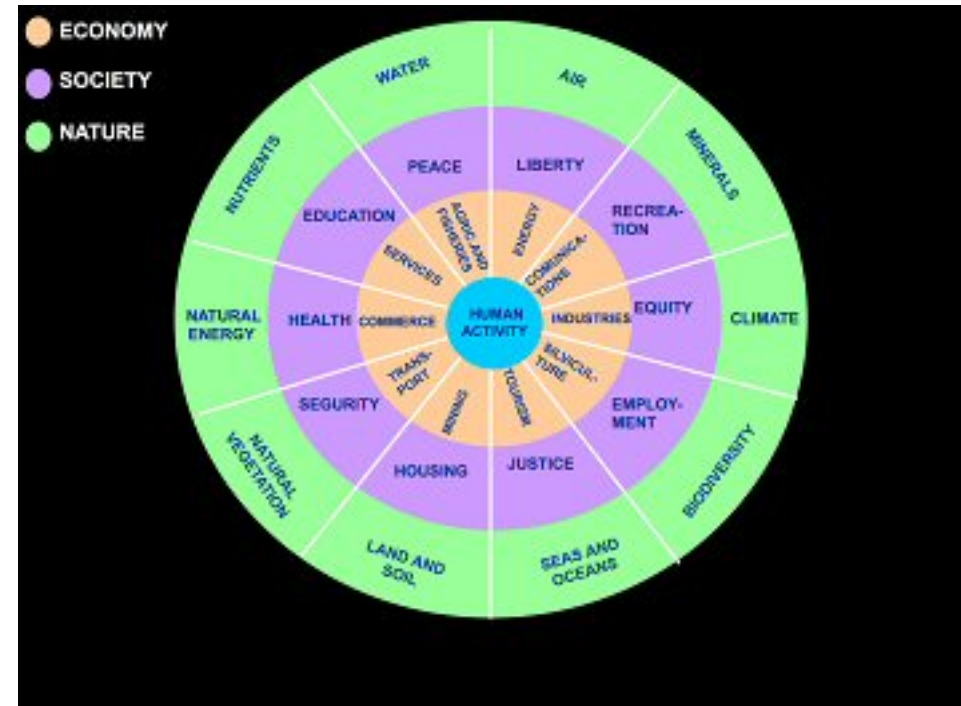 ECONOMY
SOCIETY
NATURE
WATER
AIR
NUTRIENTS
MINERALS
PEACE
LIBERTY
EDUCATION
RECREA-
TION
AGRIC AND
FISHERIES
ENERGY
SERVICES
COMUNICA-
TIONS
NATURAL
ENERGY
HEALTH
COMMERCE
HUMAN
ACTIVITY
INDUSTRIES
EQUITY
CLIMATE
TRANS-
PORT
SILVICUL-
TURE
SEGURITY
MINING
TOURISM
EMPLOY-
MENT
NATURAL
VEGETATION
HOUSING
JUSTICE
BIODIVERSITY
LAND AND
SOIL
SEAS AND
OCEANS